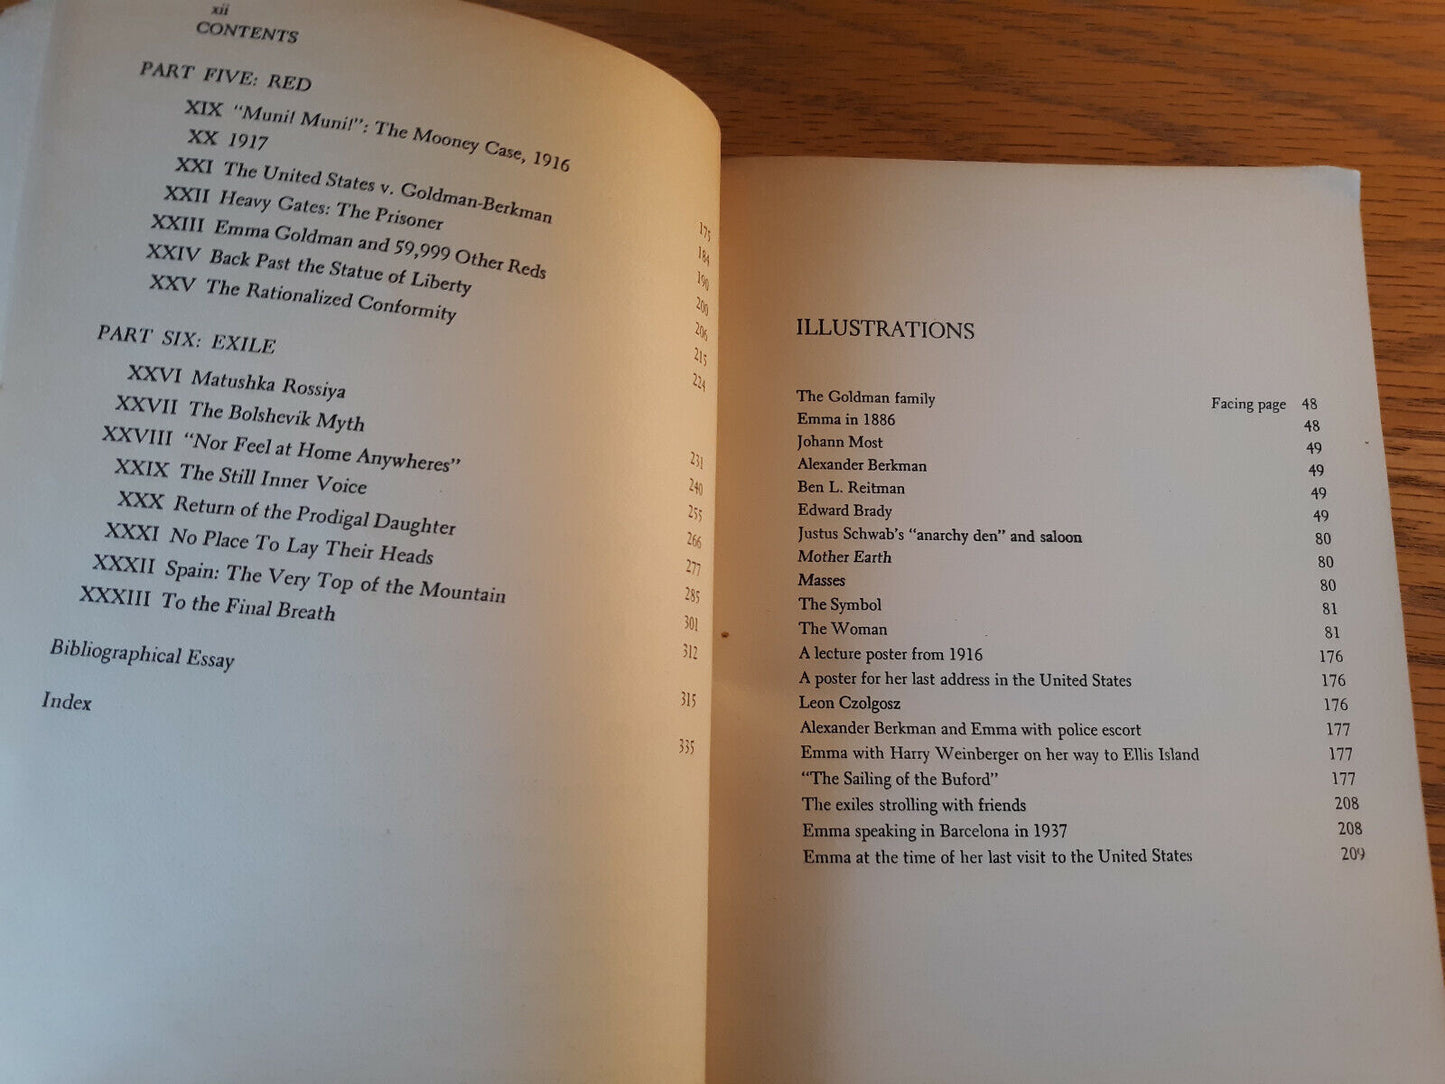 xii
CONTENTS
PART FIVE: RED
XIX "Muni! Muni!": The Mooney Case, 1916 175
XX 1917 184
XXI The United States v. Goldman-Berkman 190
XXII Heavy Gates: The Prisoner 200
XXIII Emma Goldman and 59,999 Other Reds 206
XXIV Back Past the Statue of Liberty 215
XXV The Rationalized Conformity 224
PART SIX: EXILE
XXVI Matushka Rossiya 231
XXVII The Bolshevik Myth 240
XXVIII "Nor Feel at Home Anywheres" 255
XXIX The Still Inner Voice 266
XXX Return of the Prodigal Daughter 277
XXXI No Place To Lay Their Heads 285
XXXII Spain: The Very Top of the Mountain 301
XXXIII To the Final Breath 312
Bibliographical Essay 315
Index 335
ILLUSTRATIONS
The Goldman family Facing page 48
Emma in 1886 48
Johann Most 49
Alexander Berkman 49
Ben L. Reitman 49
Edward Brady 49
Justus Schwab's "anarchy den" and saloon 80
Mother Earth 80
Masses 80
The Symbol 81
The Woman 81
A lecture poster from 1916 176
A poster for her last address in the United States 176
Leon Czolgosz 176
Alexander Berkman and Emma with police escort 177
Emma with Harry Weinberger on her way to Ellis Island 177
"The Sailing of the Buford" 177
The exiles strolling with friends 208
Emma speaking in Barcelona in 1937 208
Emma at the time of her last visit to the United States 209